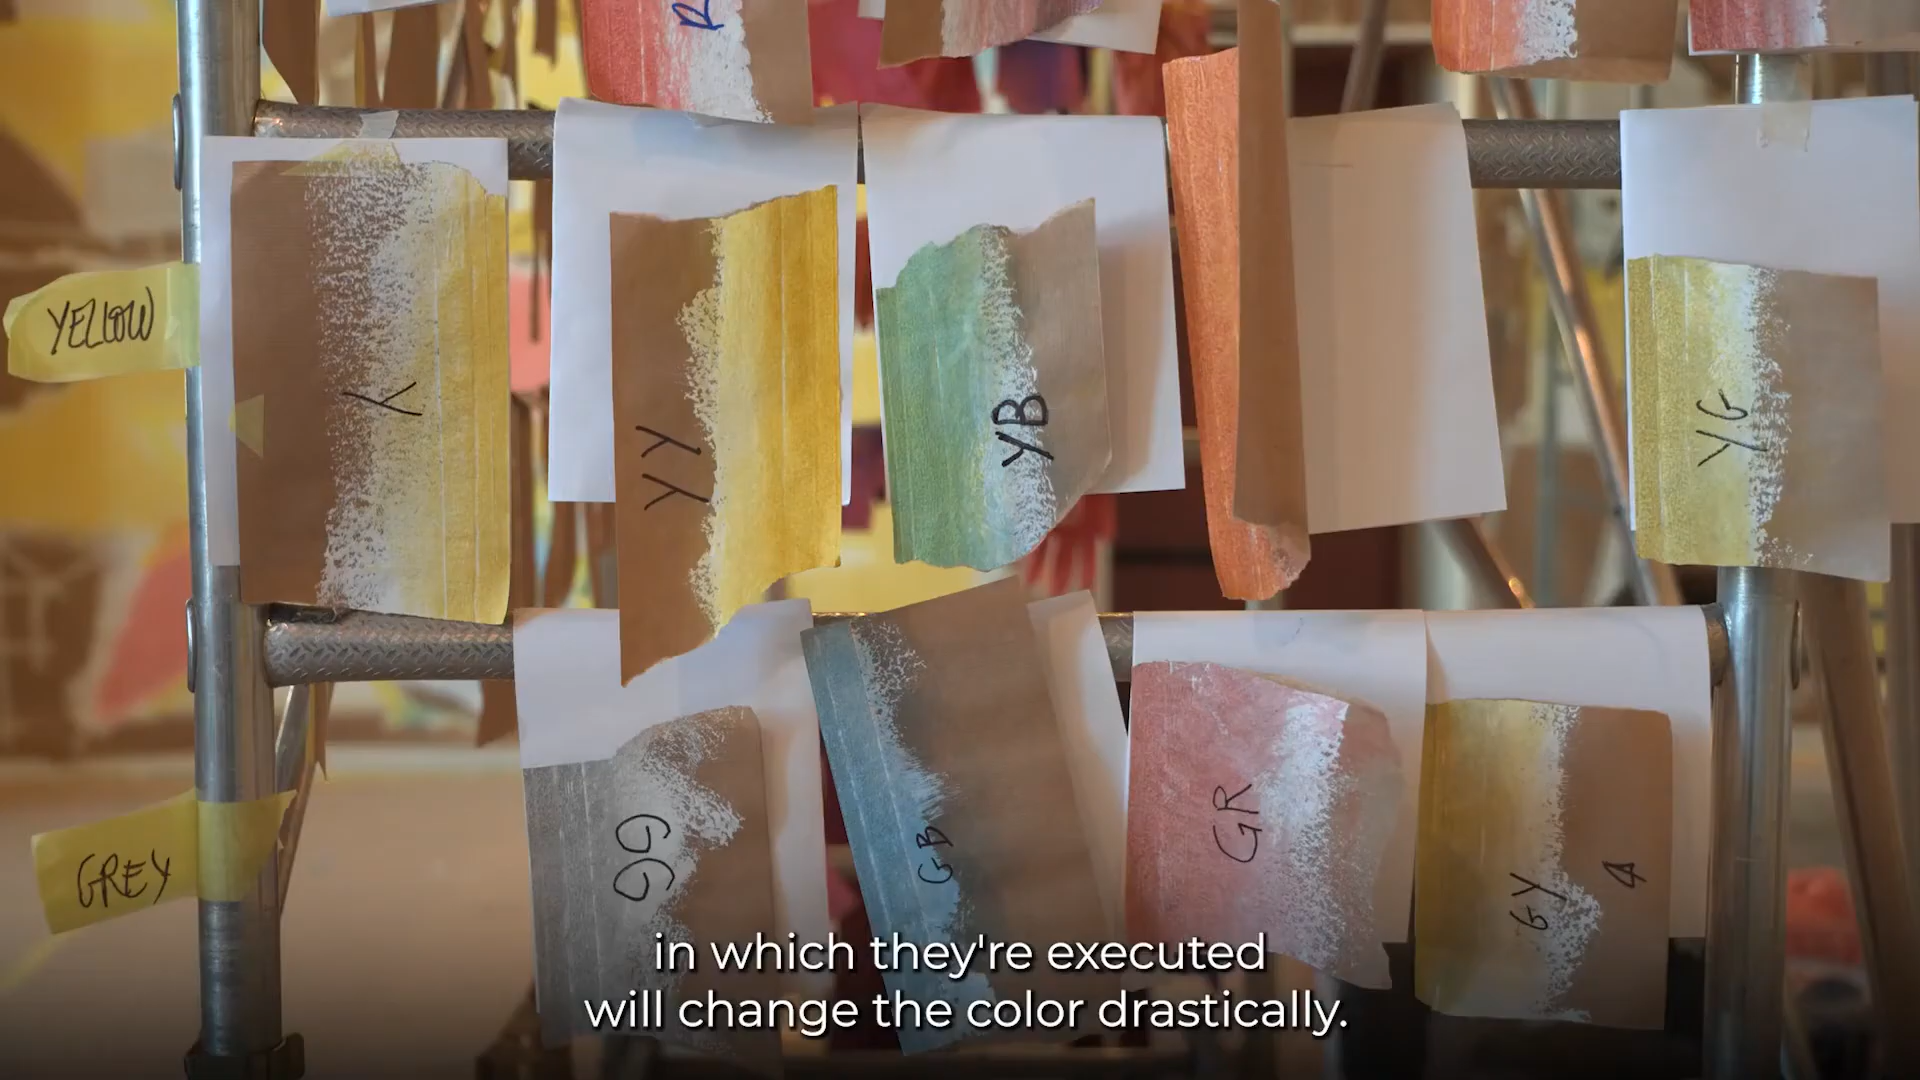 R
YELLOW
Y
YY
YB
YG
GREY
GG
GB
GR
GY
4
in which they're executed
will change the color drastically.